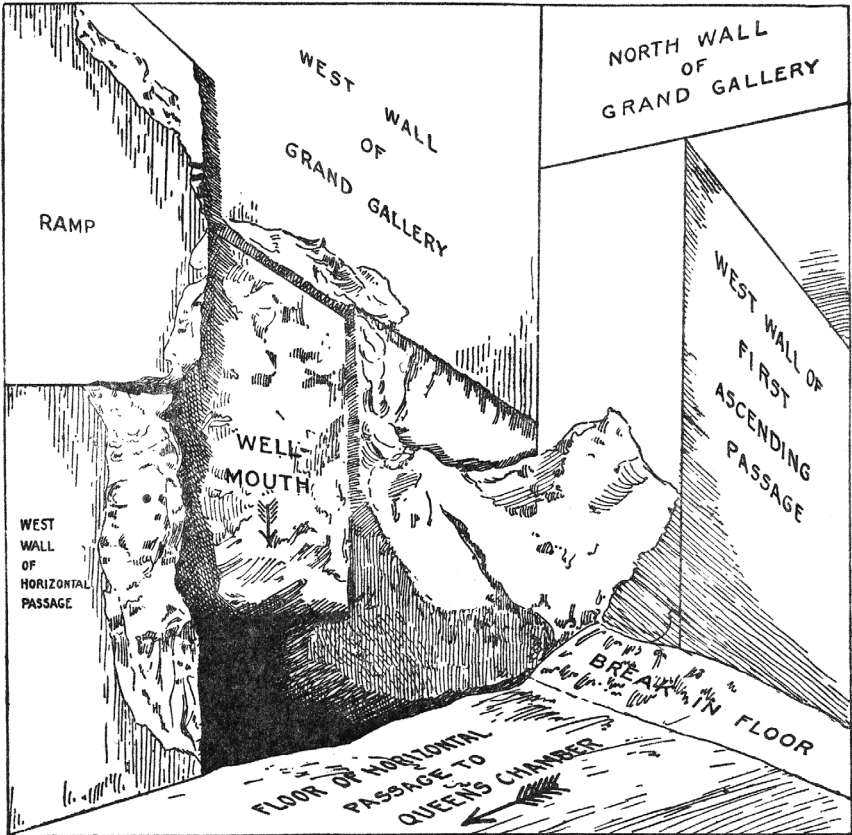 NORTH WALL
OF
GRAND GALLERY
WEST WALL
OF
GRAND GALLERY
RAMP
WEST WALL OF
FIRST
ASCENDING
PASSAGE
WELL
MOUTH
WEST
WALL
OF
HORIZONTAL
PASSAGE
BREAK IN FLOOR
FLOOR OF HORIZONTAL
PASSAGE TO
QUEEN'S CHAMBER